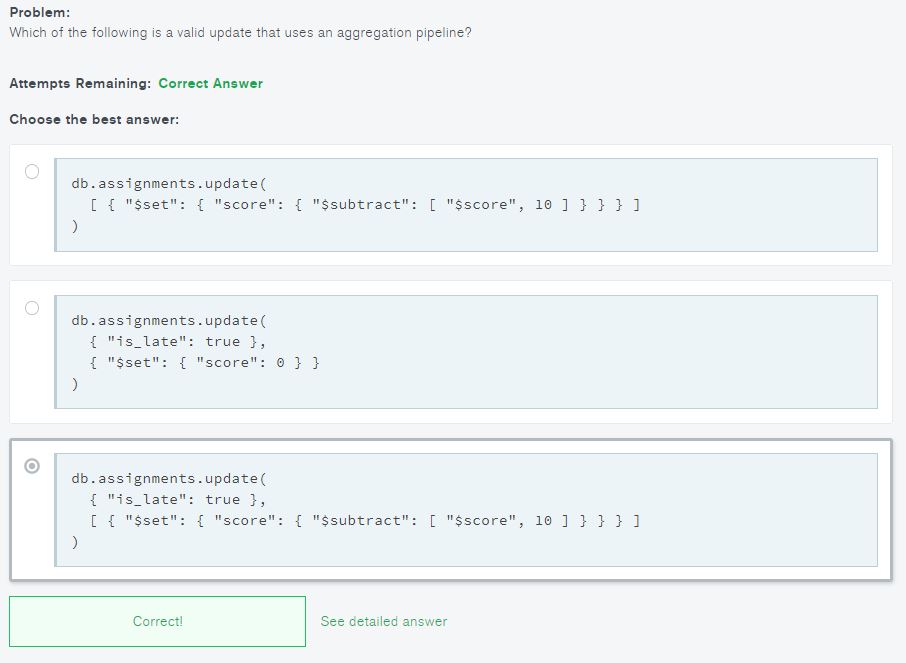 Problem:
Which of the following is a valid update that uses an aggregation pipeline?
Attempts Remaining: Correct Answer
Choose the best answer:
db.assignments.update(
  [ { "$set": { "score": { "$subtract": [ "$score", 10 ] } } } ]
)
db.assignments.update(
  { "is_late": true },
  { "$set": { "score": 0 } }
)
db.assignments.update(
  { "is_late": true },
  [ { "$set": { "score": { "$subtract": [ "$score", 10 ] } } } ]
)
Correct! See detailed answer